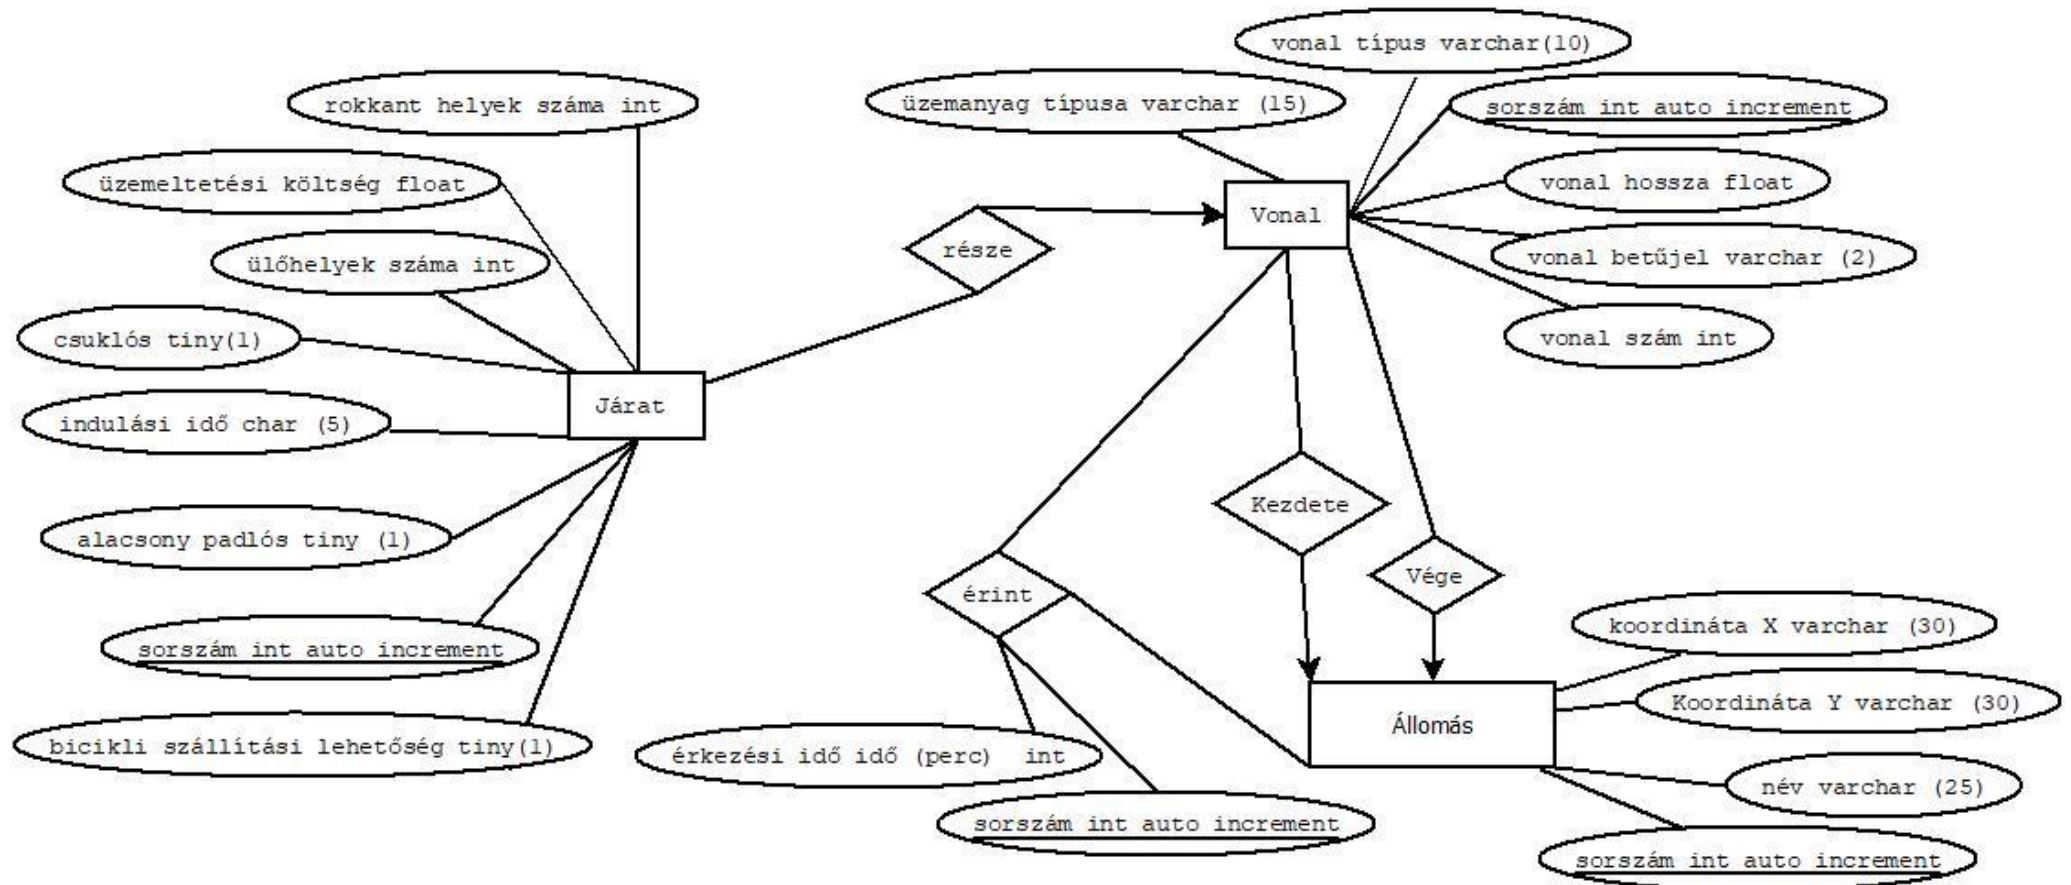 vonal típus varchar(10)
rokkant helyek száma int
üzemanyag típusa varchar (15)
sorszám int auto increment
üzemeltetési költség float
vonal hossza float
Vonal
része
ülőhelyek száma int
vonal betűjel varchar (2)
csuklós tiny(1)
vonal szám int
Járat
indulási idő char (5)
Kezdete
alacsony padlós tiny (1)
Vége
érint
koordináta X varchar (30)
sorszám int auto increment
Koordináta Y varchar (30)
Állomás
bicikli szállítási lehetőség tiny(1)
érkezési idő idő (perc) int
név varchar (25)
sorszám int auto increment
sorszám int auto increment